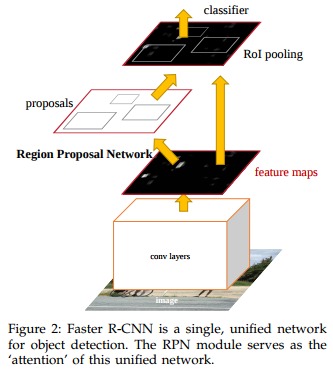 classifier
RoI pooling
proposals
Region Proposal Network
feature maps
conv layers
image
Figure 2: Faster R-CNN is a single, unified network
for object detection. The RPN module serves as the
‘attention’ of this unified network.